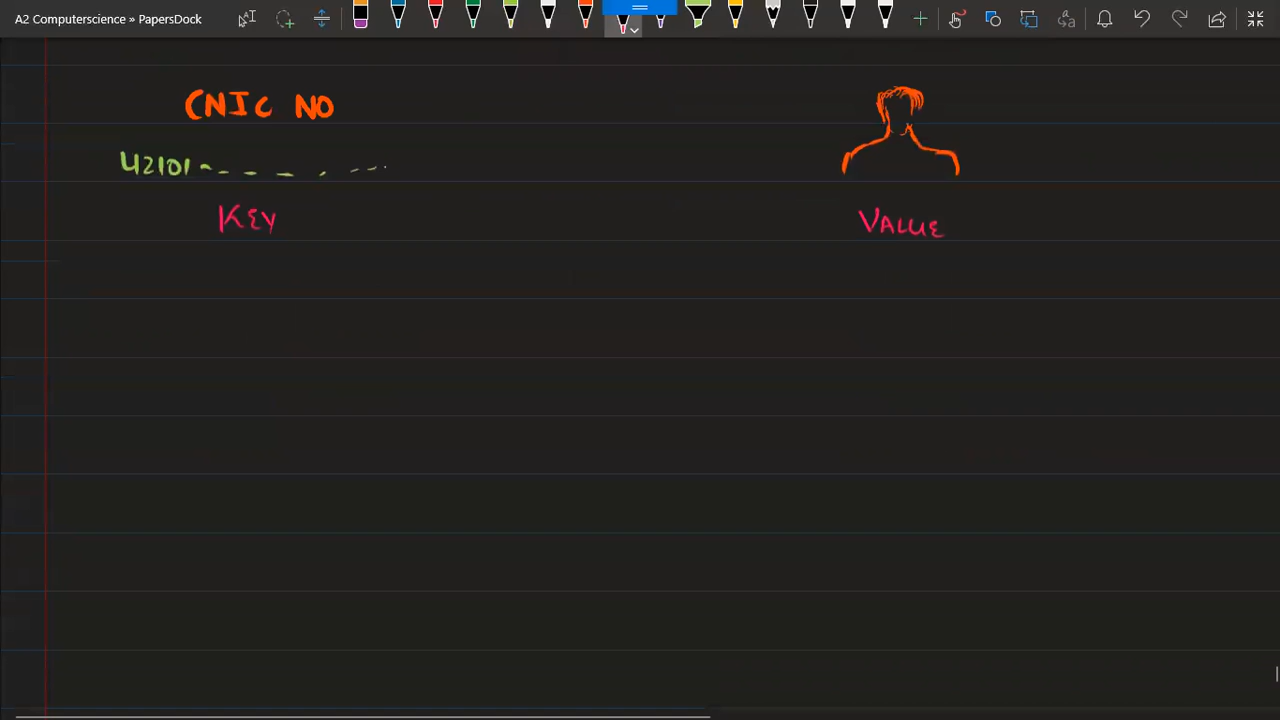 A2 Computerscience » PapersDock
CNIC NO
42101- - - - - - -
KEY
VALUE